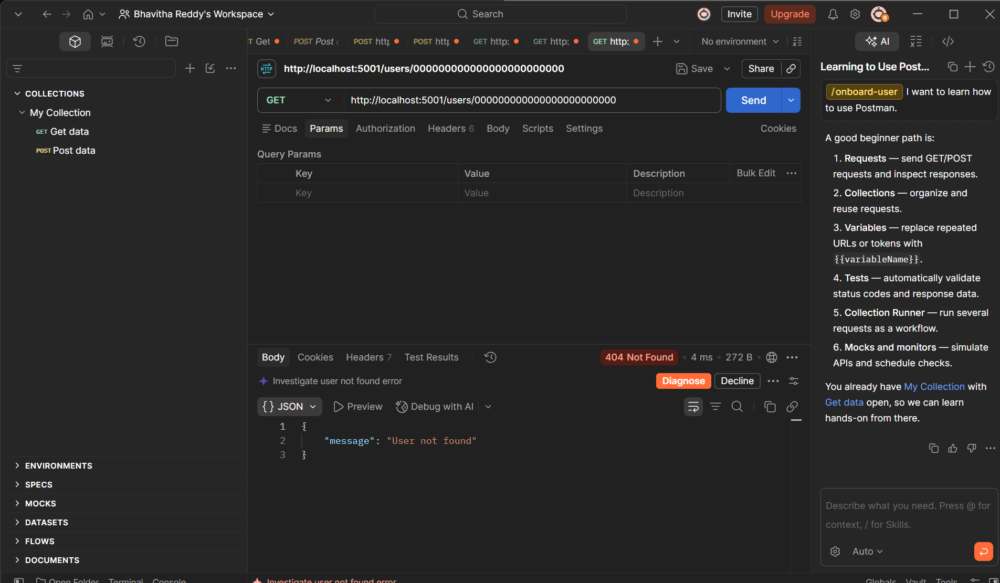 Bhavitha Reddy's Workspace
Search
Invite
Upgrade
B
T Get
POST Post
POST http
POST http
GET http:
GET http:
GET http:
No environment
AI
HTTP
http://localhost:5001/users/000000000000000000000000
Save
Share
Learning to Use Post...
COLLECTIONS
My Collection
GET Get data
POST Post data
GET
http://localhost:5001/users/000000000000000000000000
Send
Docs
Params
Authorization
Headers 6
Body
Scripts
Settings
Cookies
Query Params
Key
Value
Description
Bulk Edit
Key
Value
Description
Body
Cookies
Headers 7
Test Results
404 Not Found
4 ms
272 B
Investigate user not found error
Diagnose
Decline
{} JSON
Preview
Debug with AI
1 {
2 "message": "User not found"
3 }
/onboard-user I want to learn how
to use Postman.
A good beginner path is:
1. Requests — send GET/POST
requests and inspect responses.
2. Collections — organize and
reuse requests.
3. Variables — replace repeated
URLs or tokens with
{{variableName}}.
4. Tests — automatically validate
status codes and response data.
5. Collection Runner — run several
requests as a workflow.
6. Mocks and monitors — simulate
APIs and schedule checks.
You already have My Collection with
Get data open, so we can learn
hands-on from there.
Describe what you need. Press @ for
context, / for Skills.
Auto
ENVIRONMENTS
SPECS
MOCKS
DATASETS
FLOWS
DOCUMENTS
Open Folder
Terminal
Console
Investigate user not found error
Globals
Vault
Tools